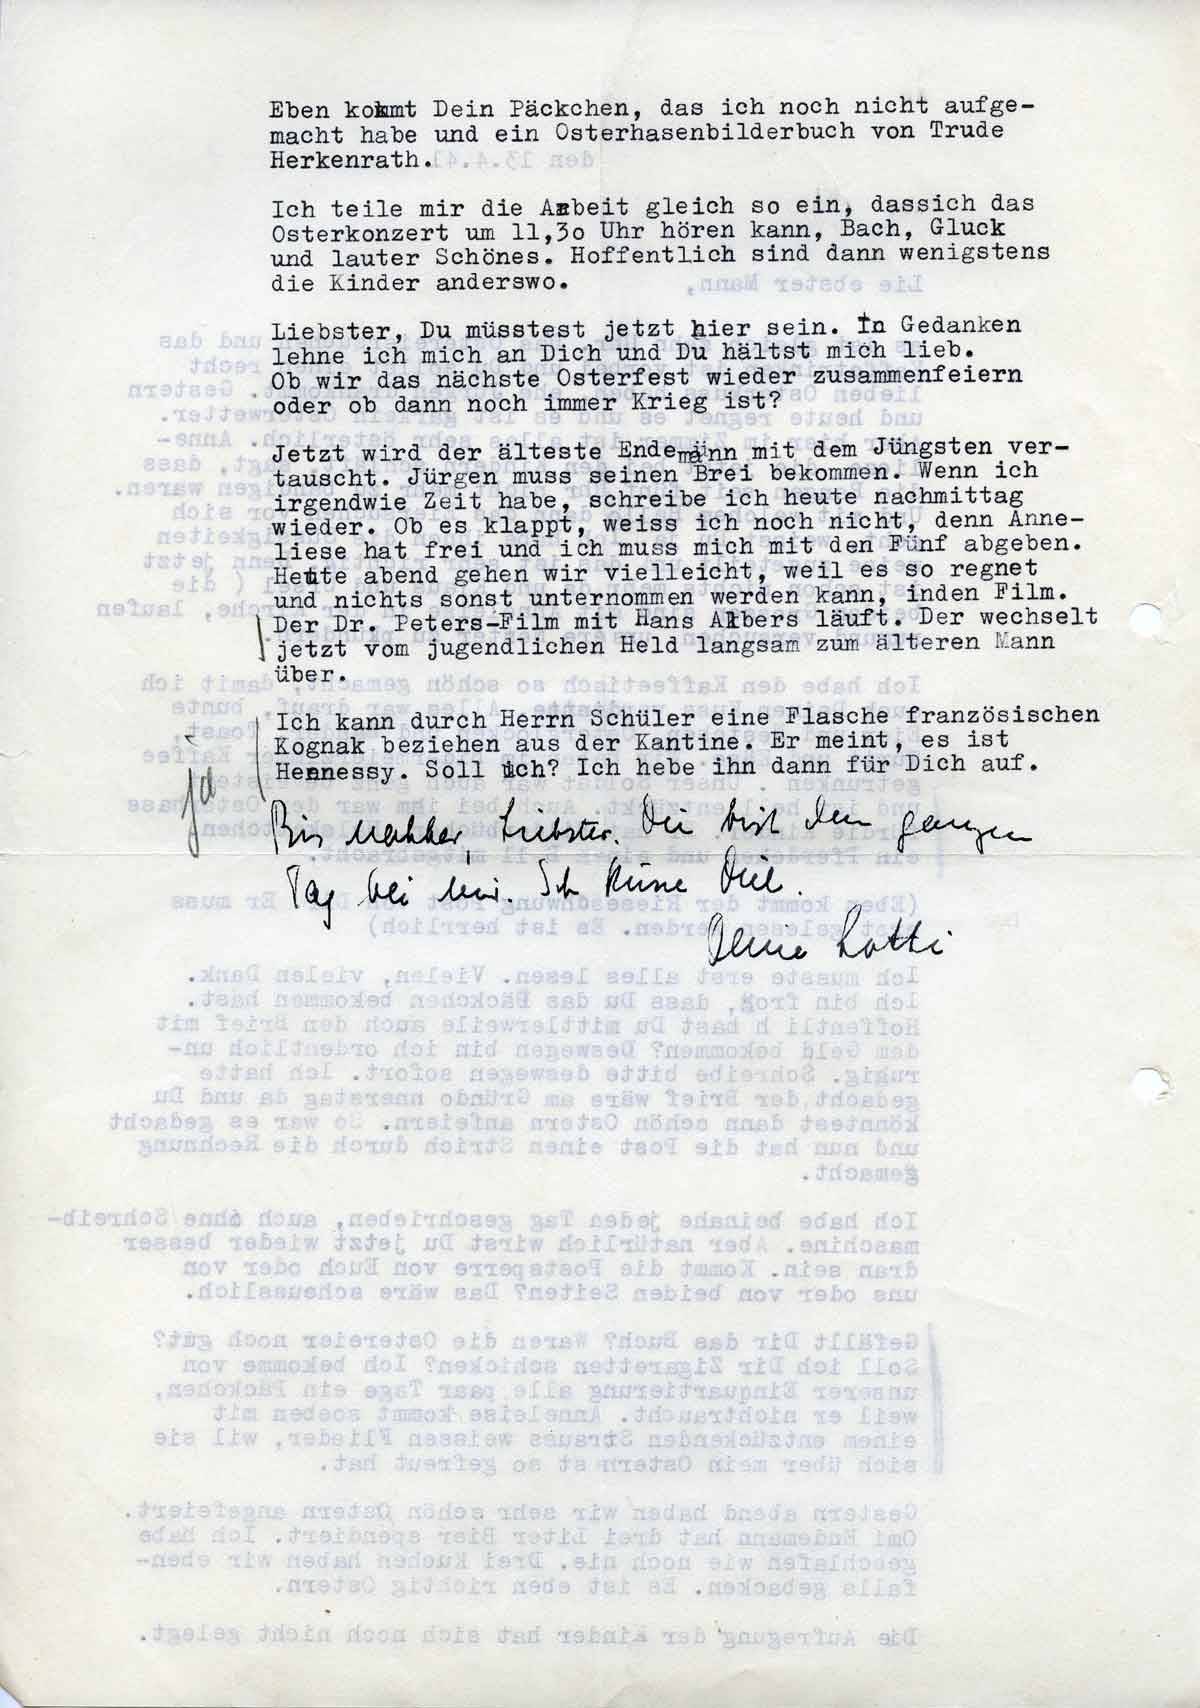 Eben kommt Dein Päckchen, das ich noch nicht aufge-
macht habe und ein Osterhasenbilderbuch von Trude
Herkenrath.
Ich teile mir die Arbeit gleich so ein, dassich das
Osterkonzert um 11,3o Uhr hören kann, Bach, Gluck
und lauter Schönes. Hoffentlich sind dann wenigstens
die Kinder anderswo.
Liebster, Du müsstest jetzt hier sein. In Gedanken
lehne ich mich an Dich und Du hältst mich lieb.
Ob wir das nächste Osterfest wieder zusammenfeiern
oder ob dann noch immer Krieg ist?
Jetzt wird der älteste Endemann mit dem Jüngsten ver-
tauscht. Jürgen muss seinen Brei bekommen. Wenn ich
irgendwie Zeit habe, schreibe ich heute nachmittag
wieder. Ob es klappt, weiss ich noch nicht, denn Anne-
liese hat frei und ich muss mich mit den Fünf abgeben.
Heute abend gehen wir vielleicht, weil es so regnet
und nichts sonst unternommen werden kann, inden Film.
Der Dr. Peters-Film mit Hans Albers läuft. Der wechselt
jetzt vom jugendlichen Held langsam zum älteren Mann
über.
Ich kann durch Herrn Schüler eine Flasche französischen
Kognak beziehen aus der Kantine. Er meint, es ist
Hennessy. Soll ich? Ich hebe ihn dann für Dich auf.
ja
Bis nachher, Liebster. Du bist den ganzen
Tag bei mir. Ich küsse Dich.
Deine Lotti